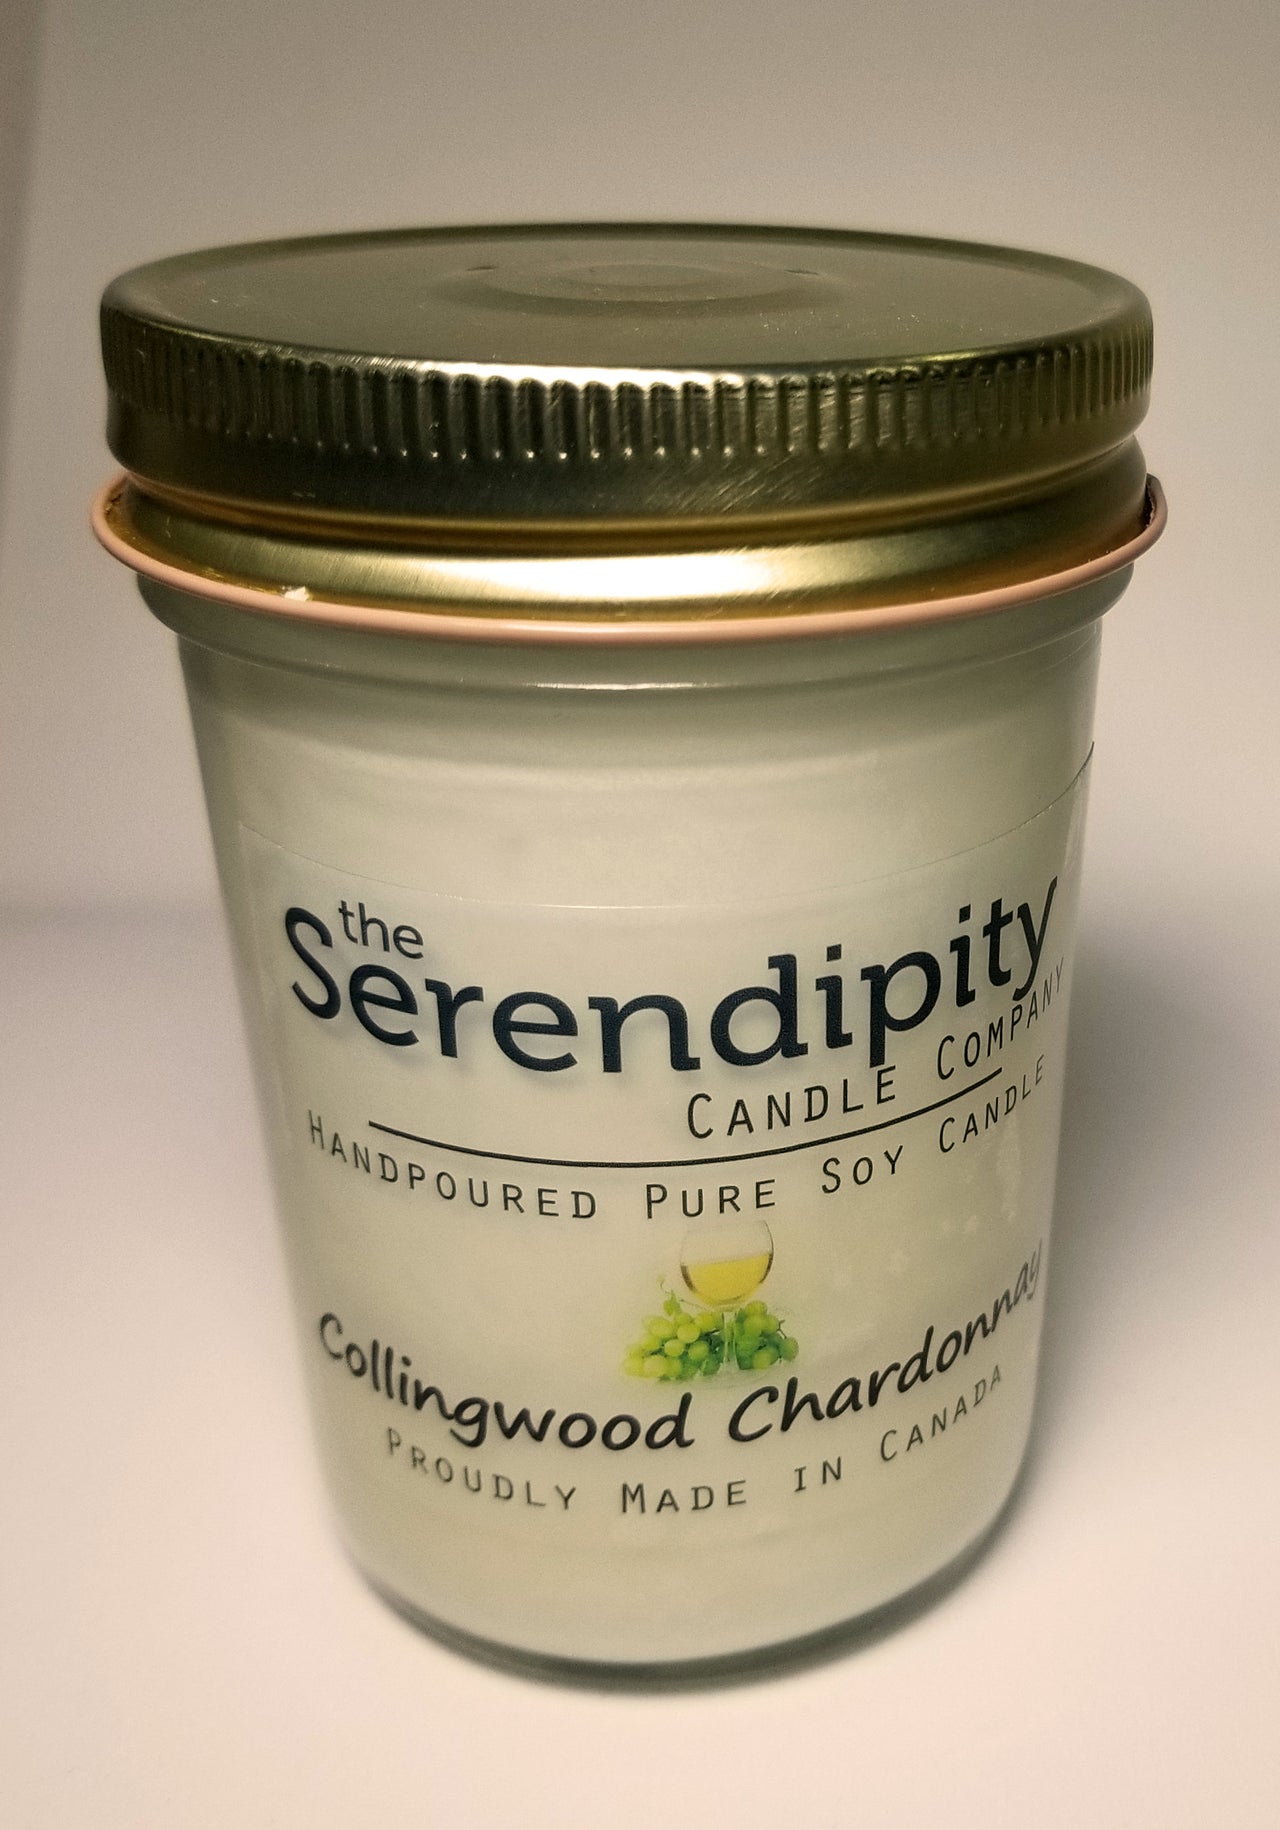 the
Serendipity
CANDLE COMPANY
HANDPOURED PURE SOY CANDLE
Collingwood Chardonnay
PROUDLY MADE IN CANADA